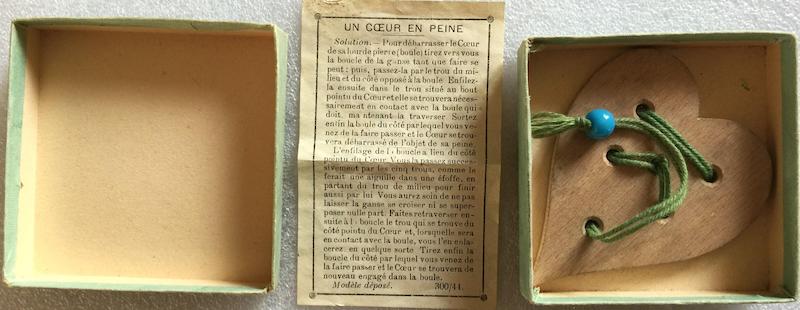 UN CŒUR EN PEINE
Solution. — Pour débarrasser le Cœur
de sa lourde pierre (boule) tirez vers vous
la boucle de la ganse tant que faire se
peut; puis, passez-la par le trou du mi-
lieu et du côté opposé à la boule. Enfilez-
la ensuite dans le trou situé au bout
pointu du Cœur et elle se trouvera néces-
sairement en contact avec la boule qui
doit, maintenant la traverser. Sortez
enfin la boule du côté par lequel vous ve-
nez de la faire passer et le Cœur se trou-
vera débarrassé de l'objet de sa peine.
L'enfilage de la boucle a lieu du côté
pointu du Cœur. Vous la passez succes-
sivement par les cinq trous, comme le
ferait une aiguille dans une étoffe, en
partant du trou de milieu pour finir
aussi par lui Vous aurez soin de ne pas
laisser la ganse se croiser ni se super-
poser nulle part. Faites retraverser en-
suite à la boucle le trou qui se trouve du
côté pointu du Cœur et, lorsqu'elle sera
en contact avec la boule, vous l'en enla-
cerez en quelque sorte Tirez enfin la
boucle du côté par lequel vous venez de
la faire passer et le Cœur se trouvera de
nouveau engagé dans la boule.
Modèle déposé. 300/44.